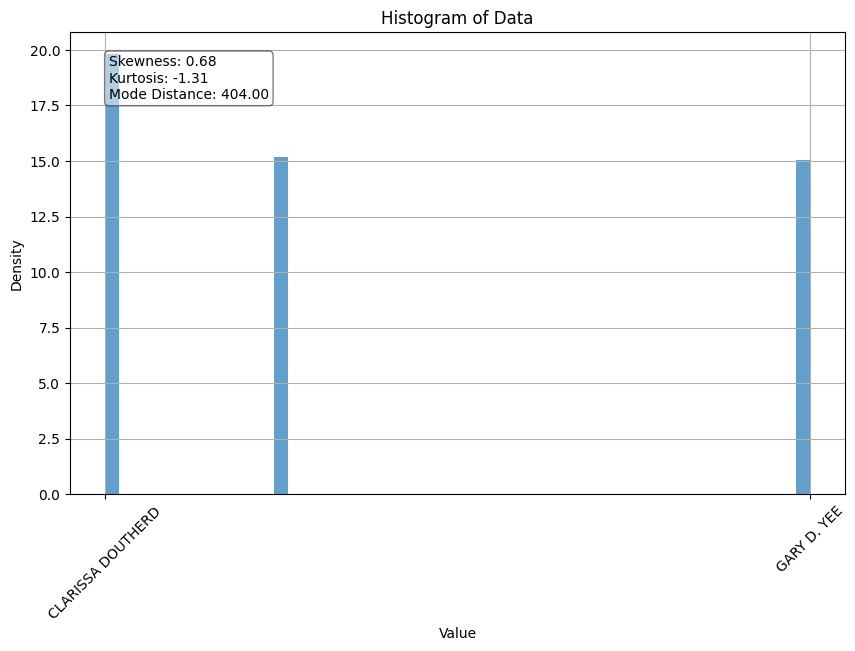 Histogram of Data
Skewness: 0.68
Kurtosis: -1.31
Mode Distance: 404.00
20.0
17.5
15.0
12.5
10.0
7.5
5.0
2.5
0.0
Density
CLARISSA DOUTHERD
GARY D. YEE
Value